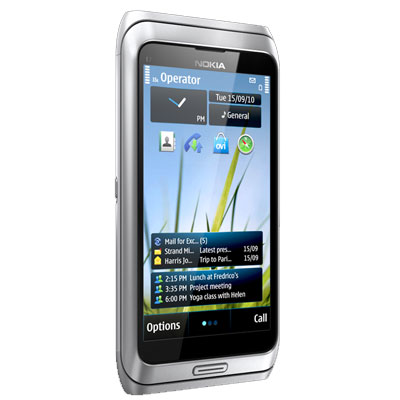 NOKIA
Operator
Tue 15/09/10
PM
General
ovi
Mail for Exc... (5)
Strand Mi... Latest pres... 15/09
Harris Jo... Trip to Pari... 15/09
2:15 PM Lunch at Fredrico's
3:35 PM Project meeting
6:00 PM Yoga class with Helen
Options Call